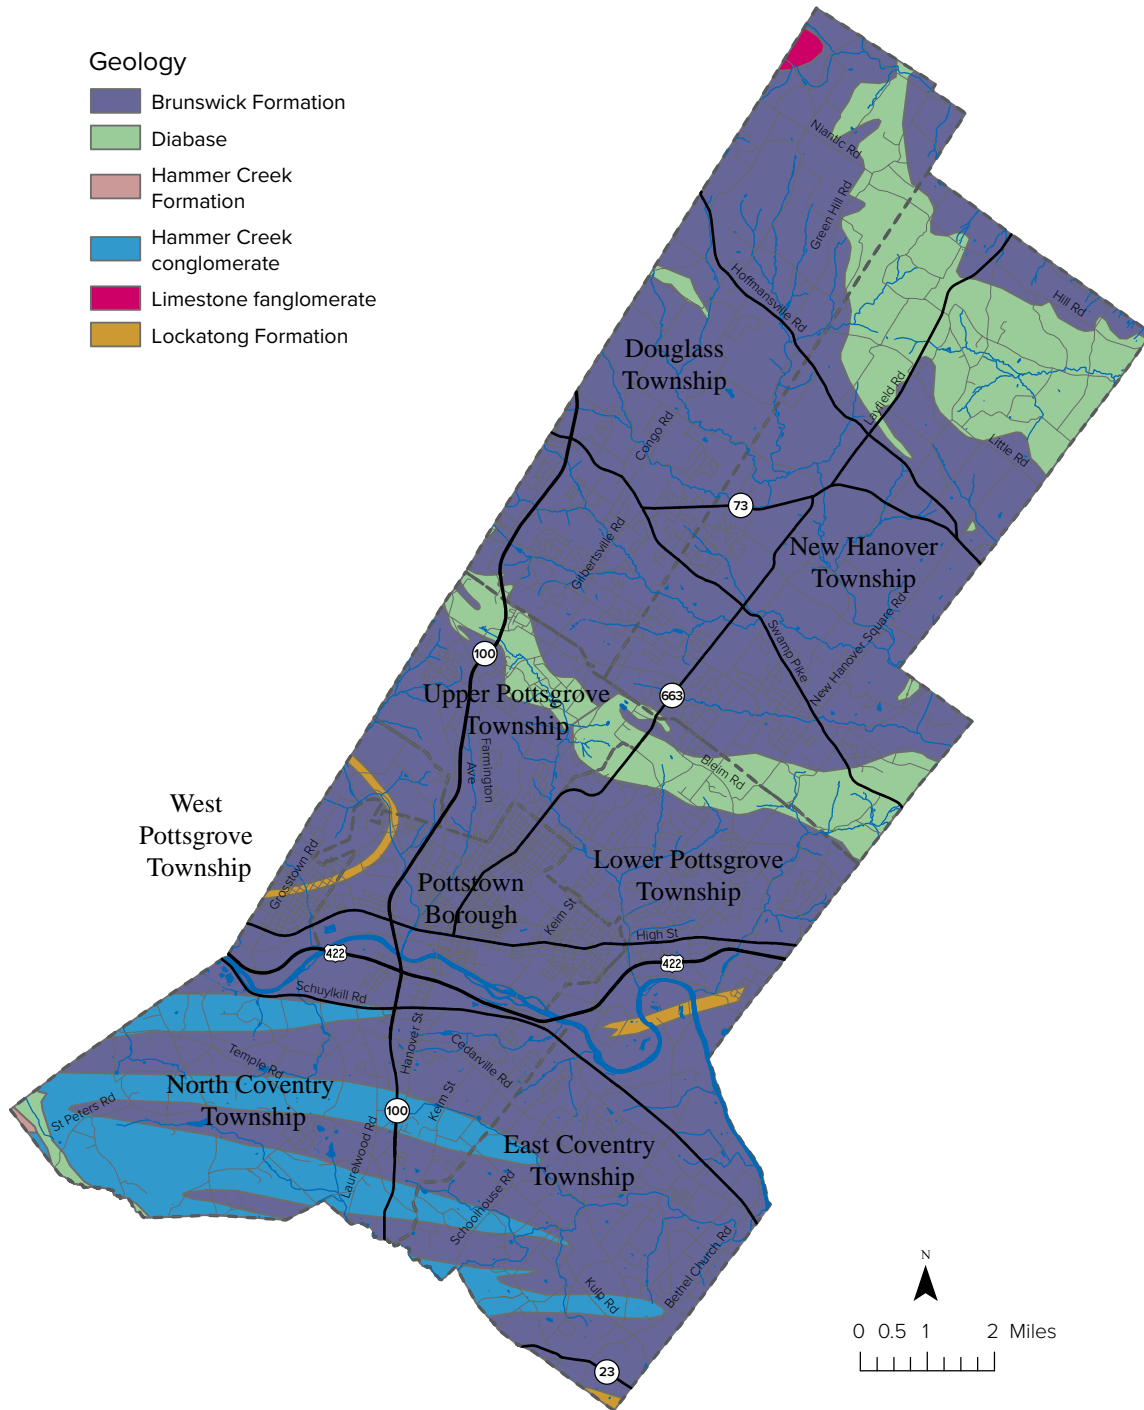 Geology
Brunswick Formation
Diabase
Hammer Creek
Formation
Hammer Creek
conglomerate
Limestone fanglomerate
Lockatong Formation
Niantic Rd
Green Hill Rd
Hoffmansville Rd
Hill Rd
Douglass
Township
Layfield Rd
Congo Rd
Little Rd
73
Gilbertsville Rd
New Hanover
Township
New Hanover Square Rd
Swamp Pike
100
663
Upper Pottsgrove
Township
Farmington
Ave
Bleim Rd
West
Pottsgrove
Township
Grosstown Rd
Lower Pottsgrove
Township
Pottstown
Borough
Keim St
High St
422
422
Schuylkill Rd
Hanover St
Cedarville Rd
Temple Rd
North Coventry
Township
St Peters Rd
100
Keim St
Laurelwood Rd
East Coventry
Township
Schoolhouse Rd
Bethel Church Rd
Kulp Rd
23
N
0 0.5 1 2 Miles